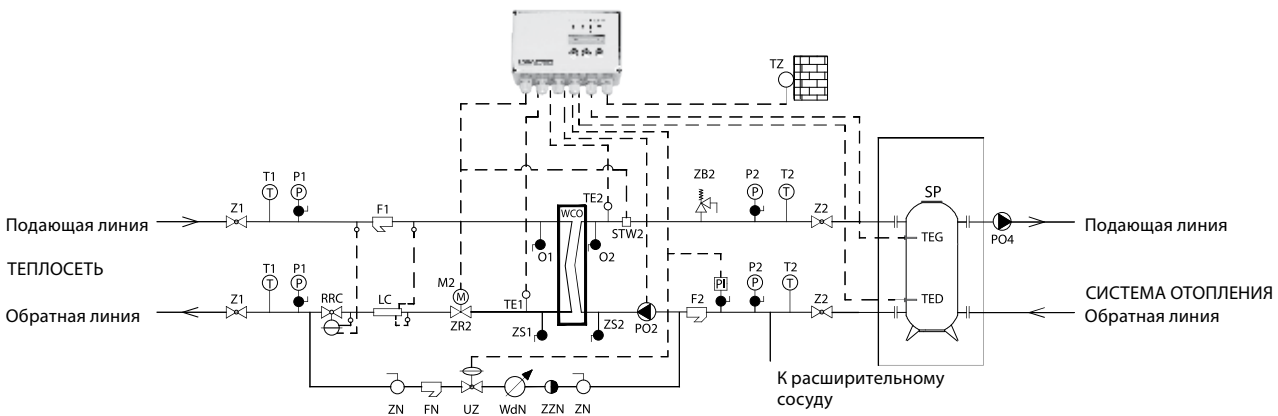 TZ
T1
P1
P
T
Z1
F1
WCO
TE2
STW2
ZB2
P2
P
T2
T
Z2
SP
TEG
PO4
Подающая линия
Подающая линия
O1
O2
ТЕПЛОСЕТЬ
T1
T
P1
P
Z1
RRC
LC
M2
M
ZR2
TE1
ZS1
ZS2
PO2
F2
PI
P2
P
T2
T
Z2
TED
СИСТЕМА ОТОПЛЕНИЯ
Обратная линия
Обратная линия
К расширительному
сосуду
ZN
FN
UZ
WdN
ZZN
ZN